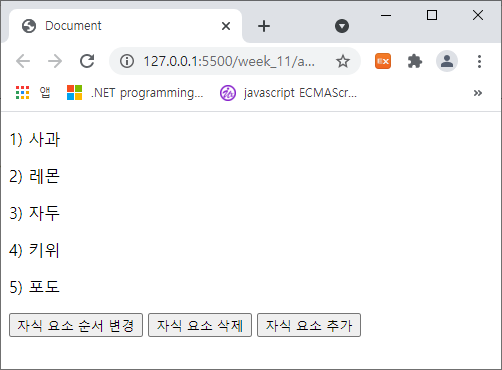 Document
127.0.0.1:5500/week_11/a...
앱 .NET programming... javascript ECMAScr...
1) 사과
2) 레몬
3) 자두
4) 키위
5) 포도
자식 요소 순서 변경 자식 요소 삭제 자식 요소 추가